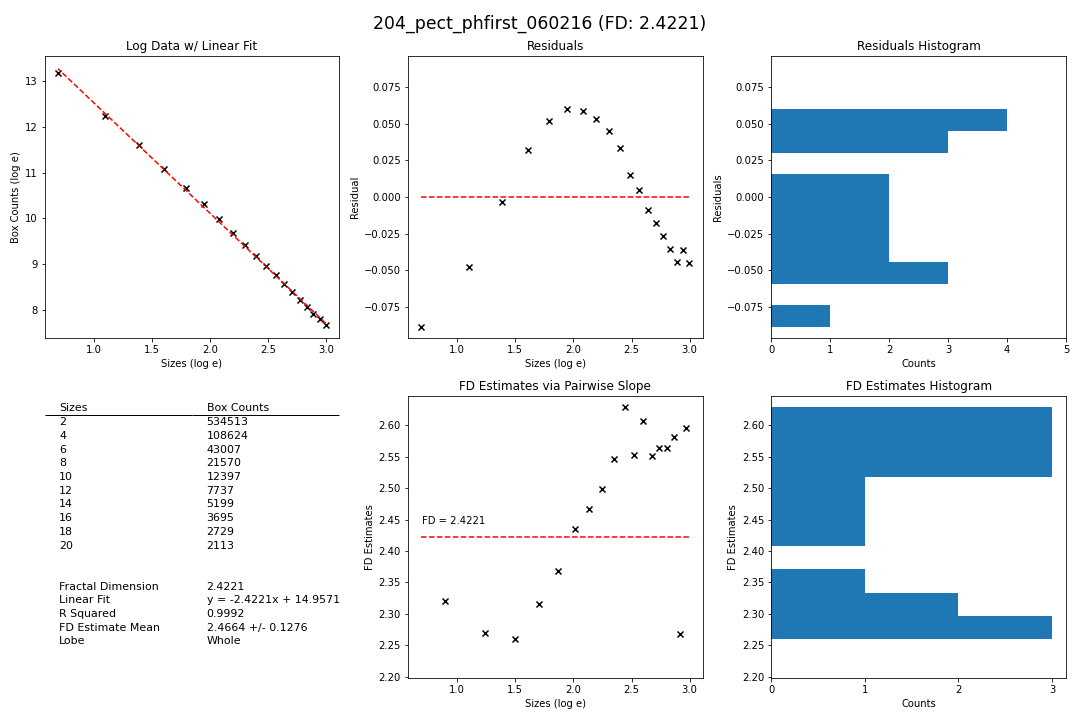 204_pect_phfirst_060216 (FD: 2.4221)
Log Data w/ Linear Fit
Box Counts (log e)
13
12
11
10
9
8
1.0 1.5 2.0 2.5 3.0
Sizes (log e)
Residuals
Residual
0.075
0.050
0.025
0.000
−0.025
−0.050
−0.075
1.0 1.5 2.0 2.5 3.0
Sizes (log e)
Residuals Histogram
Residuals
0.075
0.050
0.025
0.000
−0.025
−0.050
−0.075
0 1 2 3 4 5
Counts
Sizes Box Counts
2 534513
4 108624
6 43007
8 21570
10 12397
12 7737
14 5199
16 3695
18 2729
20 2113
Fractal Dimension 2.4221
Linear Fit y = -2.4221x + 14.9571
R Squared 0.9992
FD Estimate Mean 2.4664 +/- 0.1276
Lobe Whole
FD Estimates via Pairwise Slope
FD Estimates
2.60
2.55
2.50
2.45
2.40
2.35
2.30
2.25
2.20
FD = 2.4221
1.0 1.5 2.0 2.5 3.0
Sizes (log e)
FD Estimates Histogram
FD Estimates
2.60
2.55
2.50
2.45
2.40
2.35
2.30
2.25
2.20
0 1 2 3
Counts